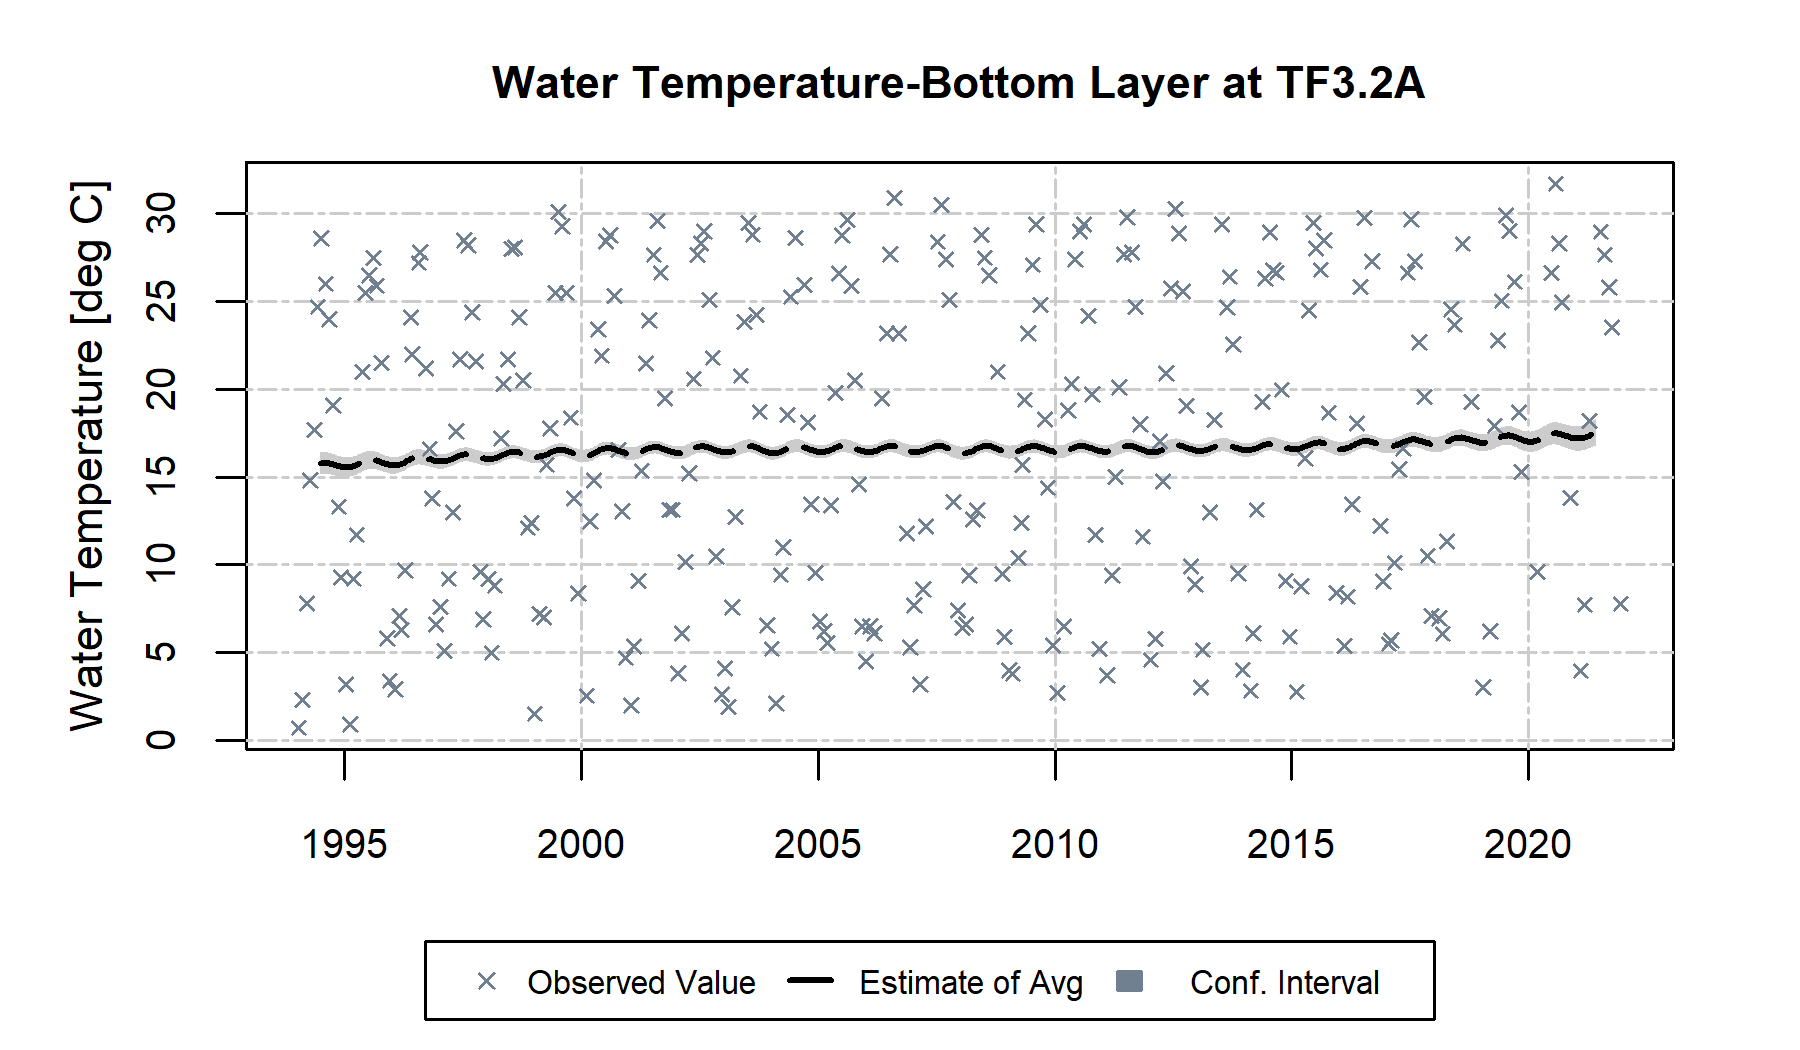 Water Temperature-Bottom Layer at TF3.2A
Water Temperature [deg C]
30
25
20
15
10
5
0
1995 2000 2005 2010 2015 2020
Observed Value Estimate of Avg Conf. Interval